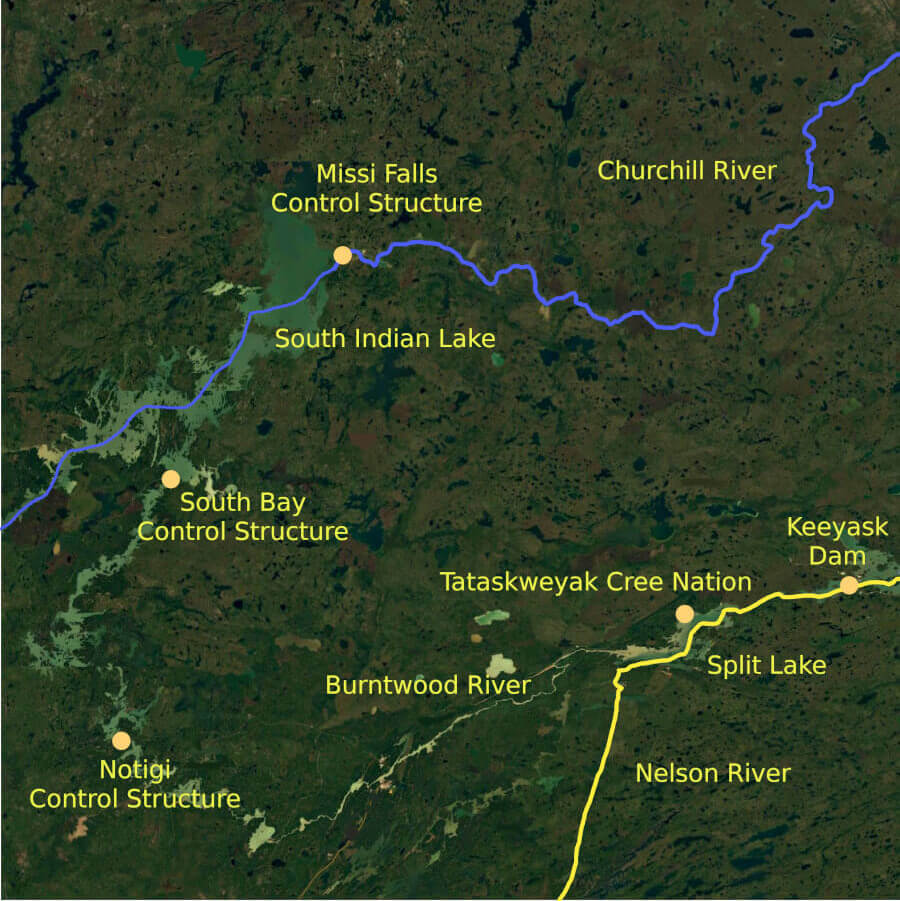 Missi Falls
Control Structure
Churchill River
South Indian Lake
South Bay
Control Structure
Keeyask
Dam
Tataskweyak Cree Nation
Split Lake
Burntwood River
Notigi
Control Structure
Nelson River